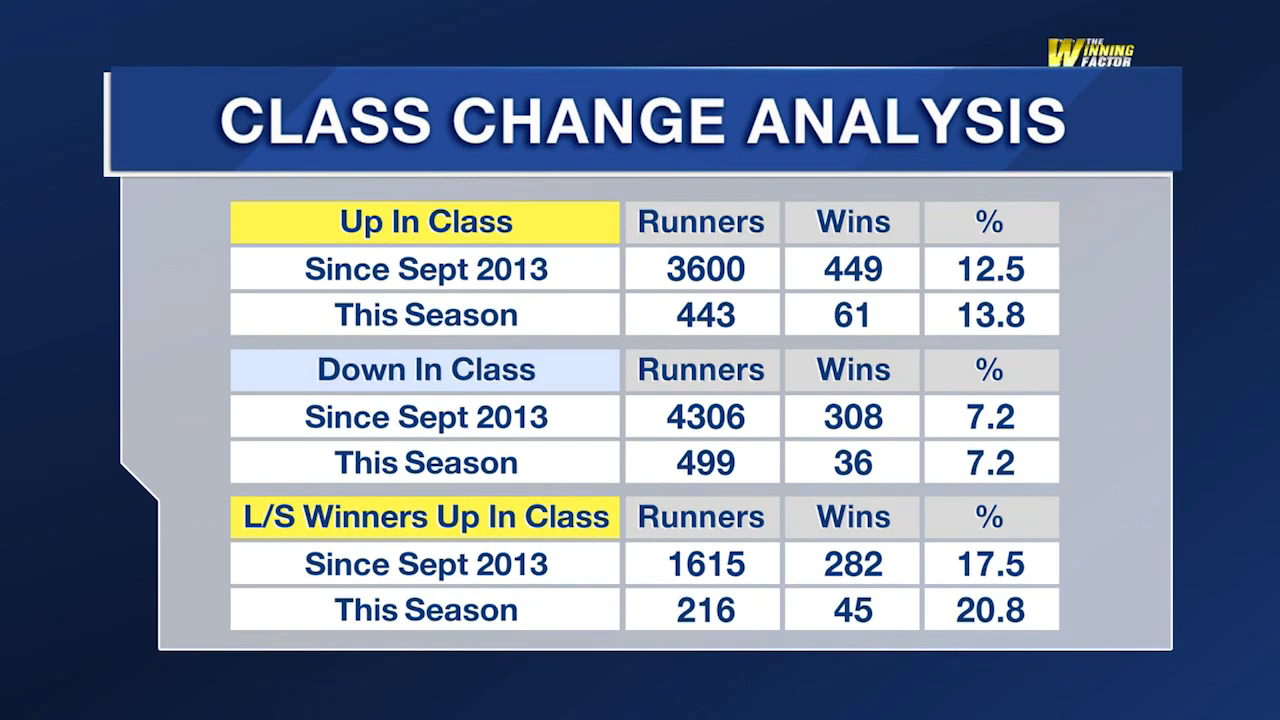 THE
WINNING
FACTOR
CLASS CHANGE ANALYSIS
Up In Class Runners Wins %
Since Sept 2013 3600 449 12.5
This Season 443 61 13.8
Down In Class Runners Wins %
Since Sept 2013 4306 308 7.2
This Season 499 36 7.2
L/S Winners Up In Class Runners Wins %
Since Sept 2013 1615 282 17.5
This Season 216 45 20.8